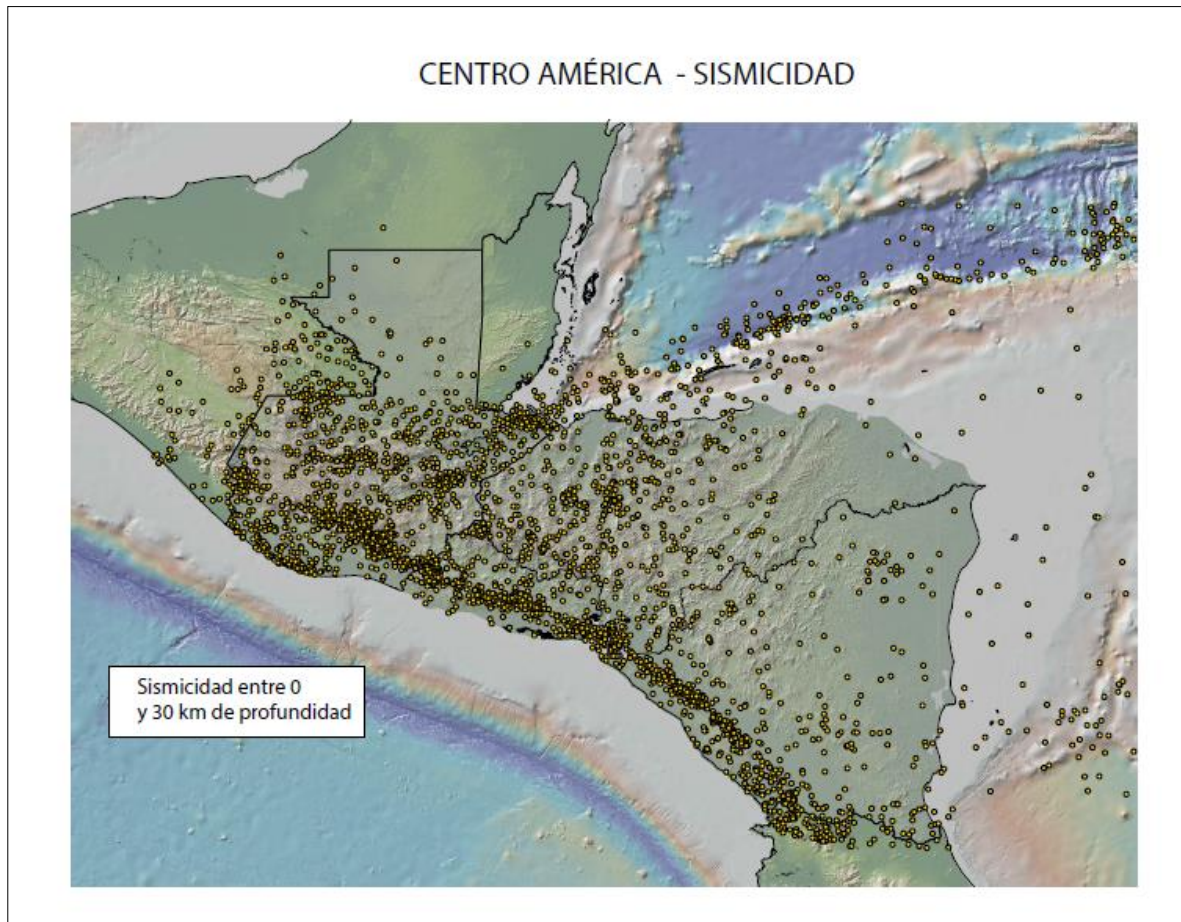 CENTRO AMÉRICA - SISMICIDAD
Sismicidad entre 0
y 30 km de profundidad